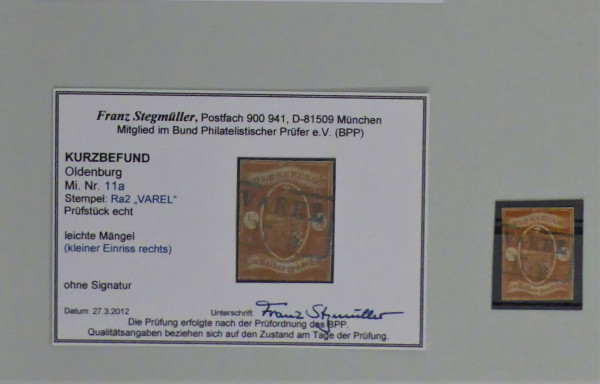 Franz Stegmüller, Postfach 900 941, D-81509 München
Mitglied im Bund Philatelistischer Prüfer e.V. (BPP)
KURZBEFUND
Oldenburg
Mi. Nr. 11a
Stempel: Ra2 „VAREL"
Prüfstück echt
leichte Mängel
(kleiner Einriss rechts)
ohne Signatur
Datum: 27.3.2012
Unterschrift: Franz Stegmüller
Die Prüfung erfolgte nach der Prüfordnung des BPP.
Qualitätsangaben beziehen sich auf den Zustand am Tage der Prüfung.